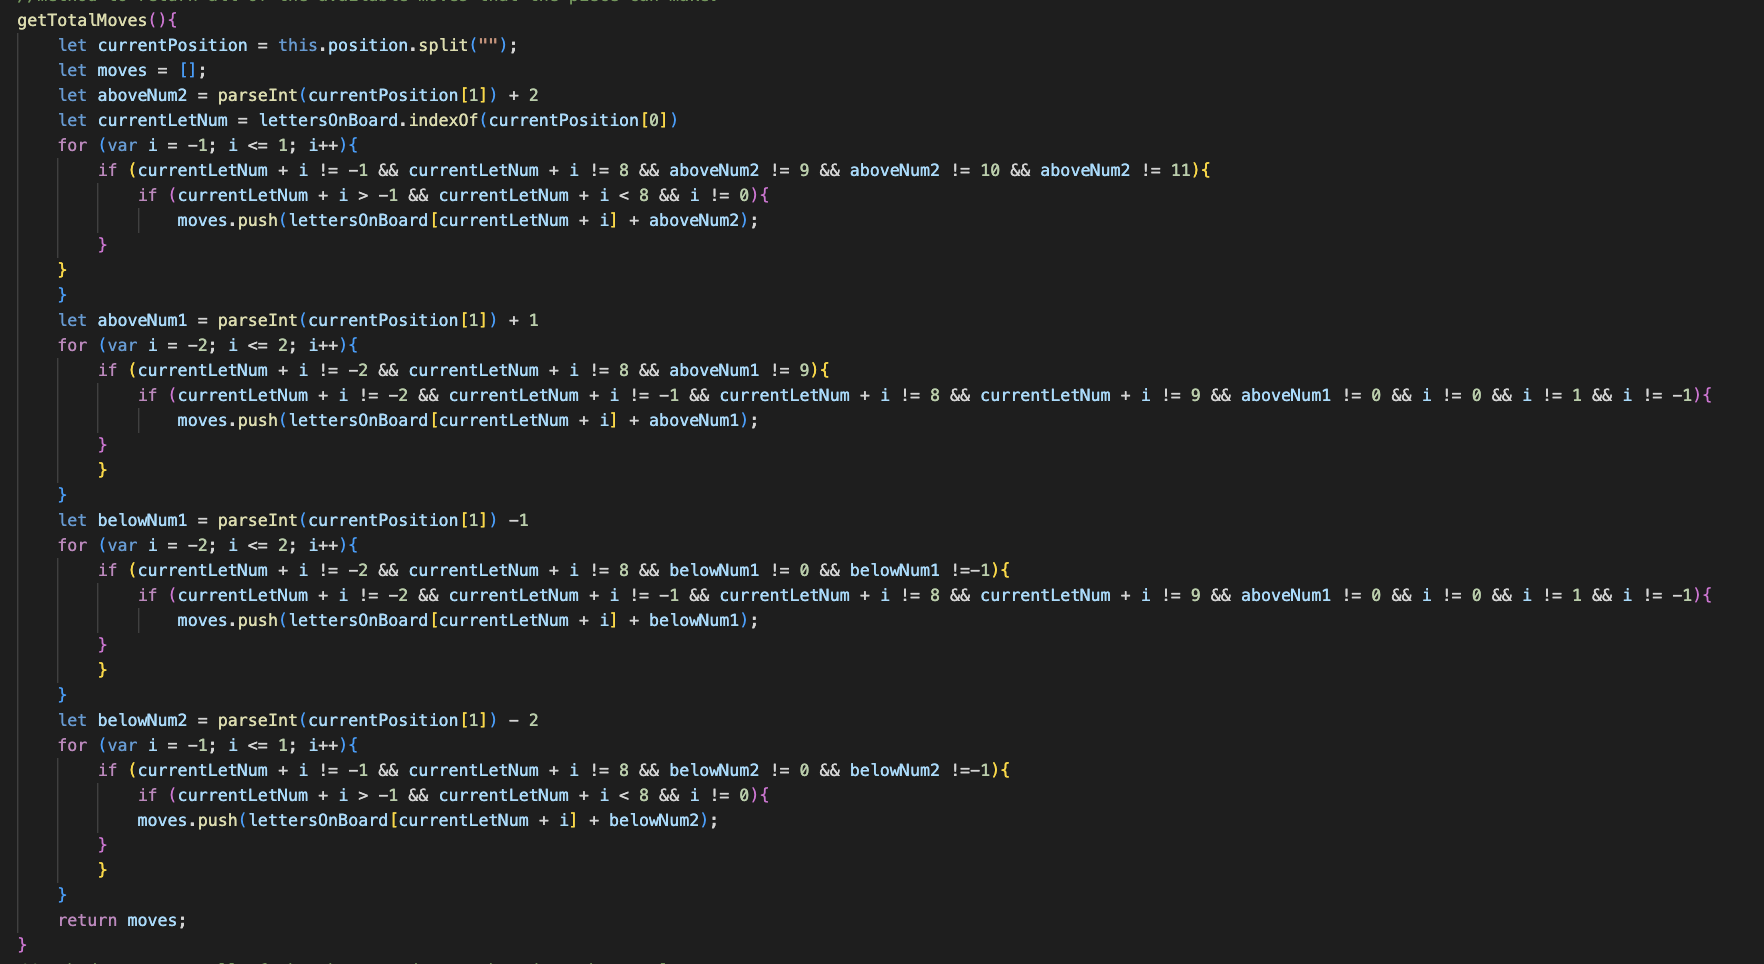 getTotalMoves(){
let currentPosition = this.position.split("");
let moves = [];
let aboveNum2 = parseInt(currentPosition[1]) + 2
let currentLetNum = lettersOnBoard.indexOf(currentPosition[0])
for (var i = -1; i <= 1; i++){
if (currentLetNum + i != -1 && currentLetNum + i != 8 && aboveNum2 != 9 && aboveNum2 != 10 && aboveNum2 != 11){
if (currentLetNum + i > -1 && currentLetNum + i < 8 && i != 0){
moves.push(lettersOnBoard[currentLetNum + i] + aboveNum2);
}
}
}
let aboveNum1 = parseInt(currentPosition[1]) + 1
for (var i = -2; i <= 2; i++){
if (currentLetNum + i != -2 && currentLetNum + i != 8 && aboveNum1 != 9){
if (currentLetNum + i != -2 && currentLetNum + i != -1 && currentLetNum + i != 8 && currentLetNum + i != 9 && aboveNum1 != 0 && i != 0 && i != 1 && i != -1){
moves.push(lettersOnBoard[currentLetNum + i] + aboveNum1);
}
}
}
let belowNum1 = parseInt(currentPosition[1]) -1
for (var i = -2; i <= 2; i++){
if (currentLetNum + i != -2 && currentLetNum + i != 8 && belowNum1 != 0 && belowNum1 !=-1){
if (currentLetNum + i != -2 && currentLetNum + i != -1 && currentLetNum + i != 8 && currentLetNum + i != 9 && aboveNum1 != 0 && i != 0 && i != 1 && i != -1){
moves.push(lettersOnBoard[currentLetNum + i] + belowNum1);
}
}
}
let belowNum2 = parseInt(currentPosition[1]) - 2
for (var i = -1; i <= 1; i++){
if (currentLetNum + i != -1 && currentLetNum + i != 8 && belowNum2 != 0 && belowNum2 !=-1){
if (currentLetNum + i > -1 && currentLetNum + i < 8 && i != 0){
moves.push(lettersOnBoard[currentLetNum + i] + belowNum2);
}
}
}
return moves;
}